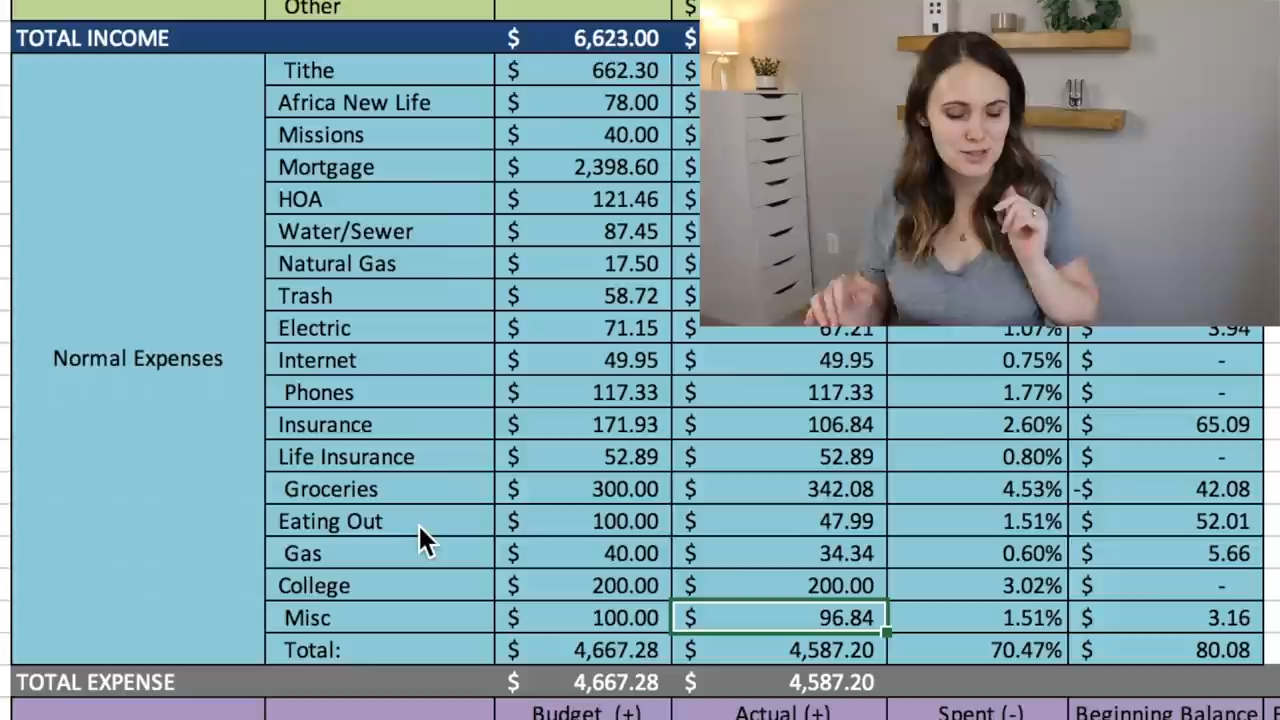 Other $
TOTAL INCOME $ 6,623.00 $
Tithe $ 662.30 $
Africa New Life $ 78.00 $
Missions $ 40.00 $
Mortgage $ 2,398.60 $
HOA $ 121.46 $
Water/Sewer $ 87.45 $
Natural Gas $ 17.50 $
Trash $ 58.72 $
Electric $ 71.15 $ 67.21 1.07% $ 3.94
Normal Expenses Internet $ 49.95 $ 49.95 0.75% $ -
Phones $ 117.33 $ 117.33 1.77% $ -
Insurance $ 171.93 $ 106.84 2.60% $ 65.09
Life Insurance $ 52.89 $ 52.89 0.80% $ -
Groceries $ 300.00 $ 342.08 4.53% -$ 42.08
Eating Out $ 100.00 $ 47.99 1.51% $ 52.01
Gas $ 40.00 $ 34.34 0.60% $ 5.66
College $ 200.00 $ 200.00 3.02% $ -
Misc $ 100.00 $ 96.84 1.51% $ 3.16
Total: $ 4,667.28 $ 4,587.20 70.47% $ 80.08
TOTAL EXPENSE $ 4,667.28 $ 4,587.20
Budget (+) Actual (+) Spent (-) Beginning Balance